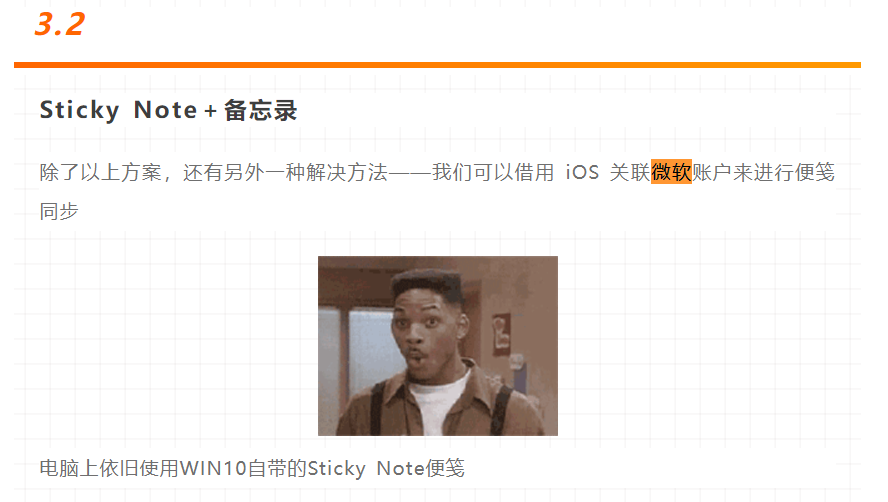 3.2
Sticky Note+备忘录
除了以上方案，还有另外一种解决方法——我们可以借用 iOS 关联微软账户来进行便笺
同步
电脑上依旧使用WIN10自带的Sticky Note便笺